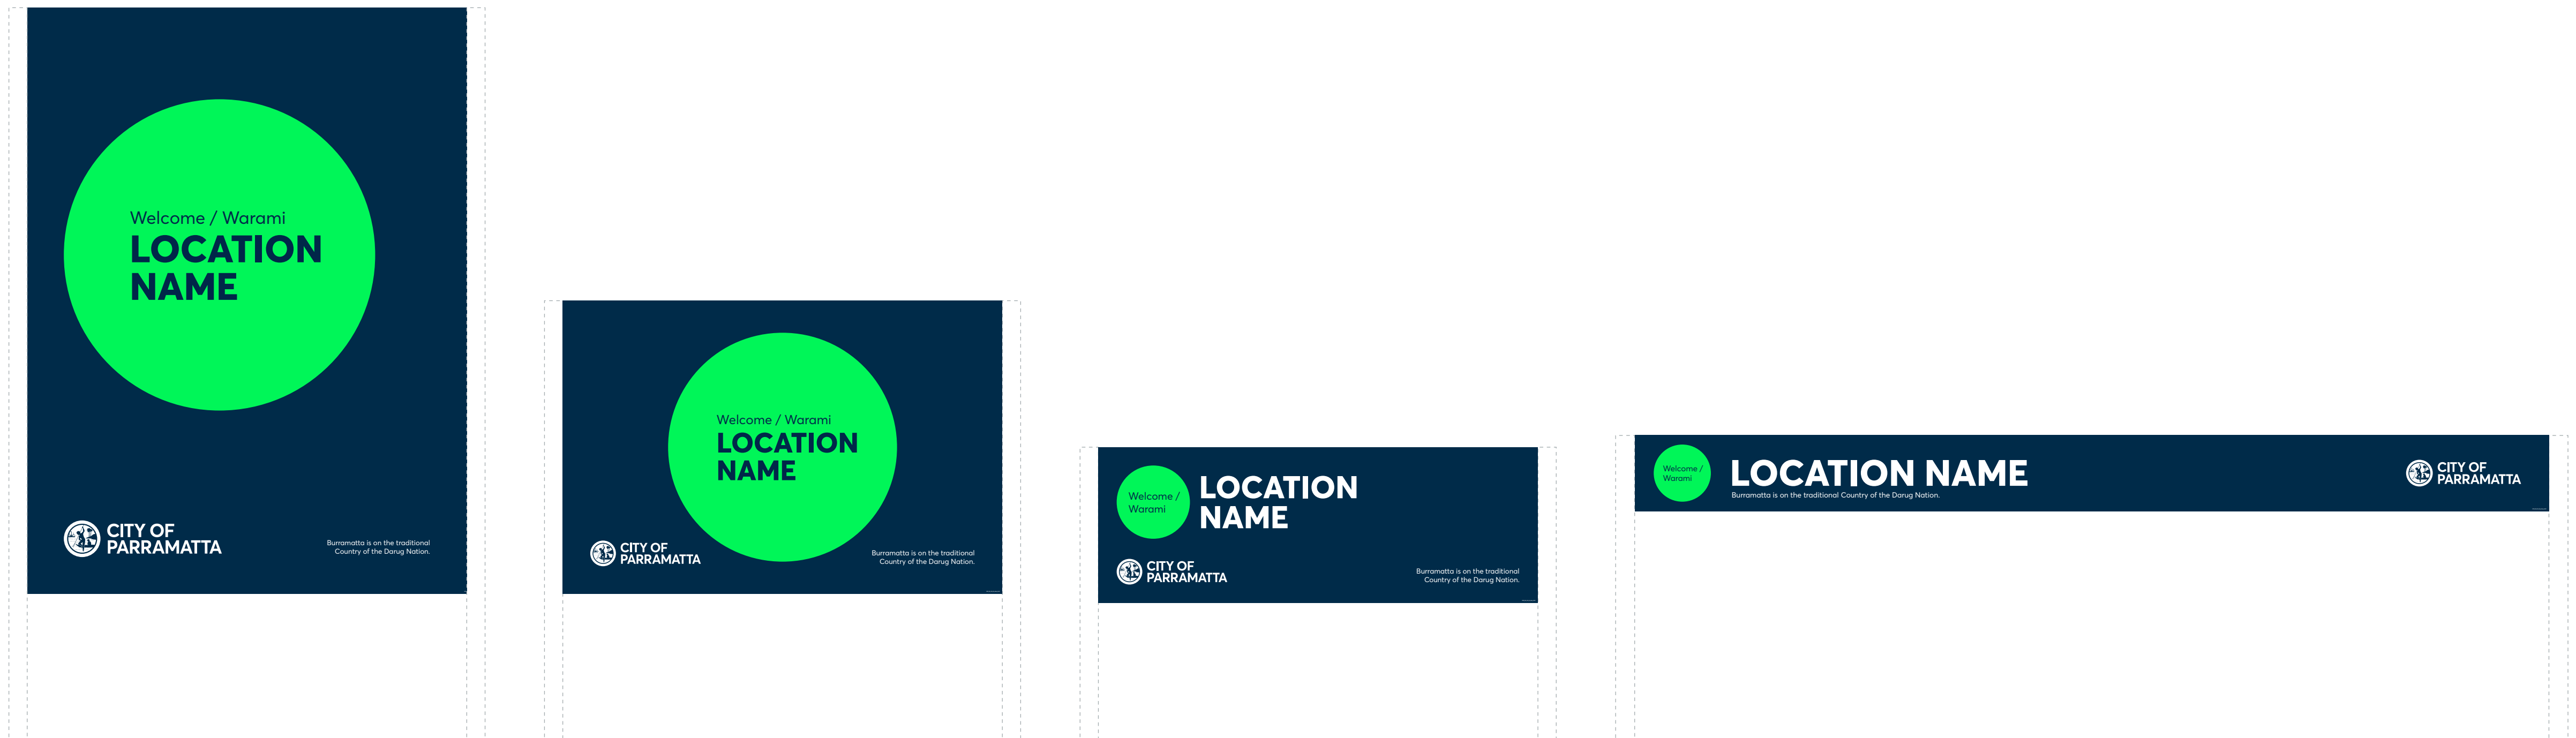 Welcome / Warami
LOCATION
NAME
CITY OF
PARRAMATTA
Burramatta is on the traditional
Country of the Darug Nation.
Welcome / Warami
LOCATION
NAME
CITY OF
PARRAMATTA
Burramatta is on the traditional
Country of the Darug Nation.
Welcome /
Warami
LOCATION
NAME
CITY OF
PARRAMATTA
Burramatta is on the traditional
Country of the Darug Nation.
Welcome /
Warami
LOCATION NAME
Burramatta is on the traditional Country of the Darug Nation.
CITY OF
PARRAMATTA